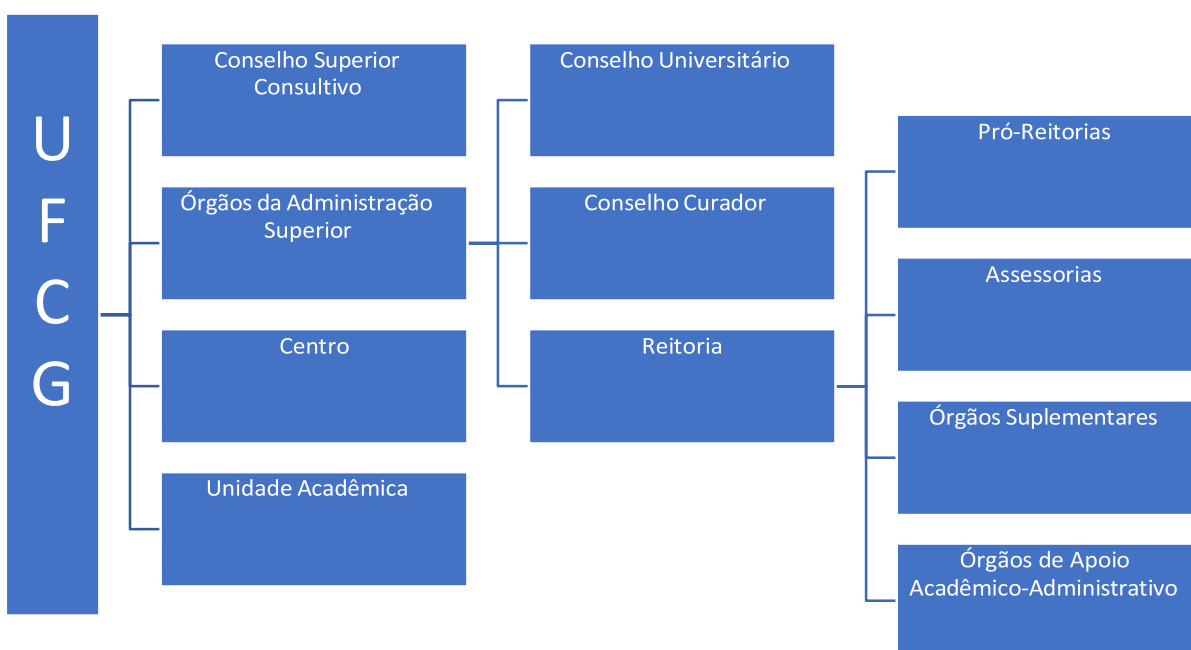 U
F
C
G
Conselho Superior
Consultivo
Órgãos da Administração
Superior
Centro
Unidade Acadêmica
Conselho Universitário
Conselho Curador
Reitoria
Pró-Reitorias
Assessorias
Órgãos Suplementares
Órgãos de Apoio
Acadêmico-Administrativo